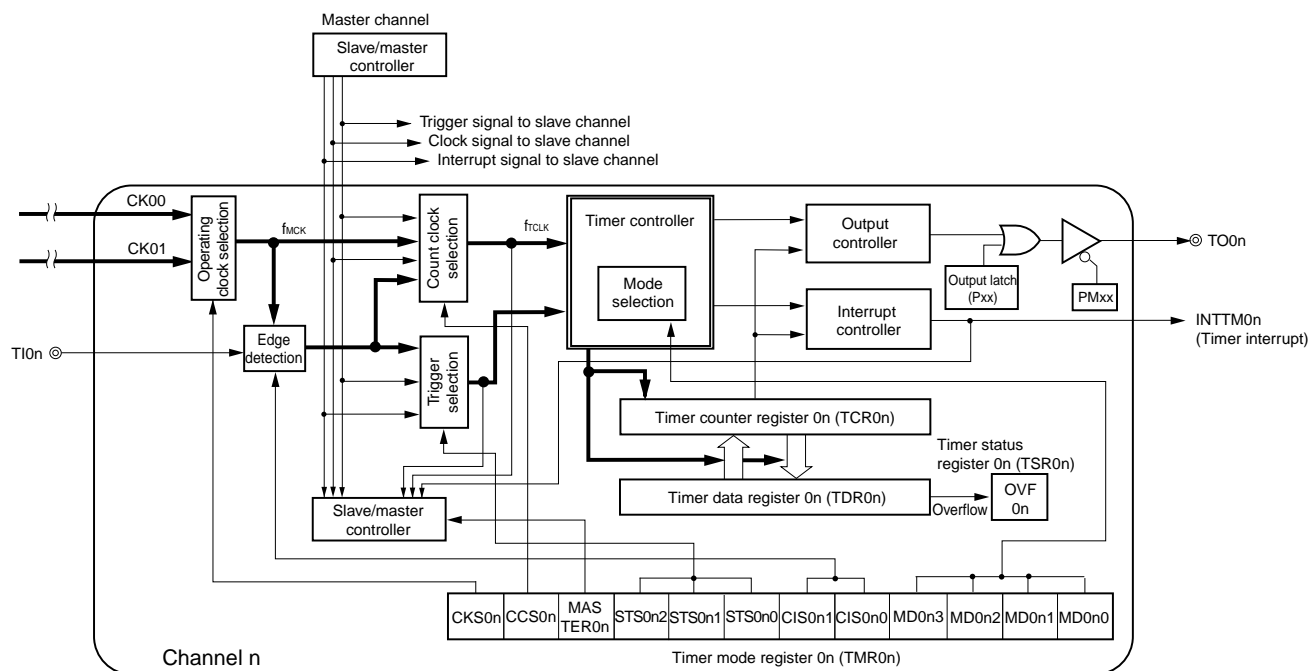 Master channel
Slave/master
controller
Trigger signal to slave channel
Clock signal to slave channel
Interrupt signal to slave channel
CK00
CK01
Operating
clock selection
fMCK
Count clock
selection
fTCLK
Timer controller
Mode
selection
Output
controller
Output latch
(Pxx)
PMxx
TO0n
Interrupt
controller
INTTM0n
(Timer interrupt)
TI0n
Edge
detection
Trigger
selection
Timer counter register 0n (TCR0n)
Timer status
register 0n (TSR0n)
Timer data register 0n (TDR0n)
Overflow
OVF
0n
Slave/master
controller
CKS0n
CCS0n
MAS
TER0n
STS0n2
STS0n1
STS0n0
CIS0n1
CIS0n0
MD0n3
MD0n2
MD0n1
MD0n0
Channel n
Timer mode register 0n (TMR0n)